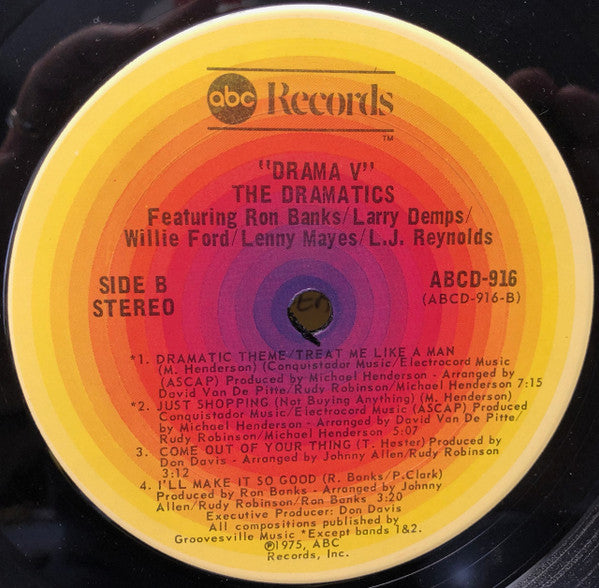 abc Records
TM
"DRAMA V"
THE DRAMATICS
Featuring Ron Banks/Larry Demps/
Willie Ford/Lenny Mayes/L.J. Reynolds
SIDE B
STEREO
ABCD-916
(ABCD-916-B)
*1. DRAMATIC THEME/TREAT ME LIKE A MAN
(M. Henderson) (Conquistador Music/Electrocord Music
(ASCAP) Produced by Michael Henderson - Arranged by
David Van De Pitte/Rudy Robinson/Michael Henderson 7:15
*2. JUST SHOPPING (Not Buying Anything) (M. Henderson)
Conquistador Music/Electrocord Music (ASCAP) Produced
by Michael Henderson - Arranged by David Van De Pitte/
Rudy Robinson/Michael Henderson 5:07
3. COME OUT OF YOUR THING (T. Hester) Produced by
Don Davis - Arranged by Johnny Allen/Rudy Robinson
3:12
4. I'LL MAKE IT SO GOOD (R. Banks/P. Clark)
Produced by Ron Banks - Arranged by Johnny
Allen/Rudy Robinson/Ron Banks 3:20
Executive Producer: Don Davis
All compositions published by
Groovesville Music *Except bands 1&2.
℗1975, ABC
Records, Inc.